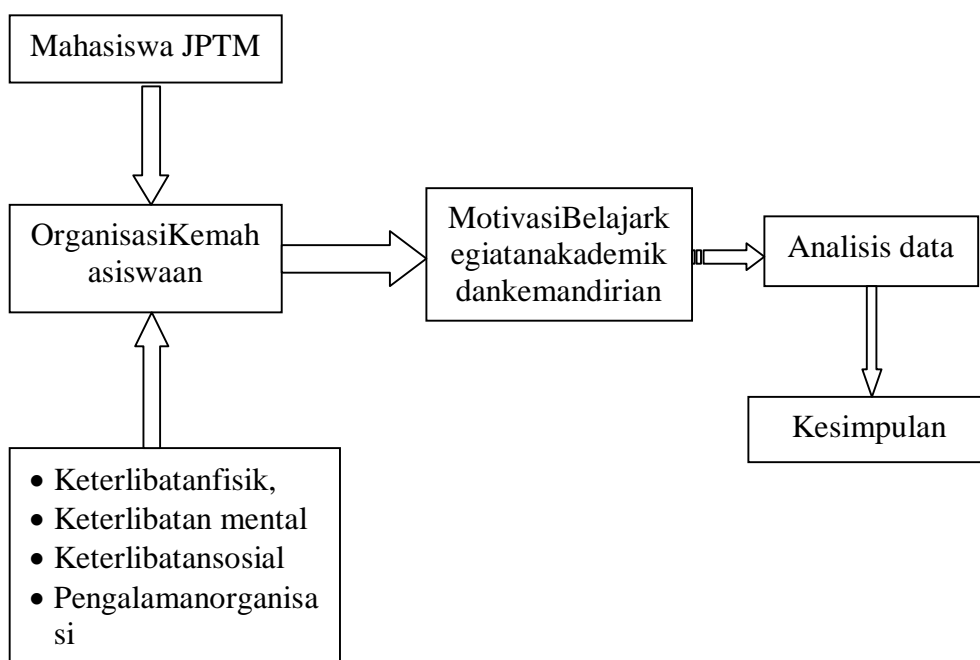 Mahasiswa JPTM
OrganisasiKemah
asiswaan
MotivasiBelajark
egiatanakademik
dankemandirian
Analisis data
Kesimpulan
• Keterlibatanfisik,
• Keterlibatan mental
• Keterlibatansosial
• Pengalamanorganisa
si